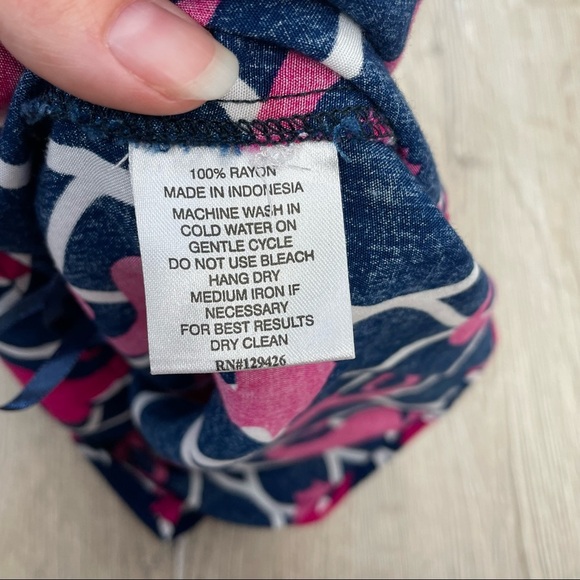 100% RAYON
MADE IN INDONESIA
MACHINE WASH IN
COLD WATER ON
GENTLE CYCLE
DO NOT USE BLEACH
HANG DRY
MEDIUM IRON IF
NECESSARY
FOR BEST RESULTS
DRY CLEAN
RN#129426